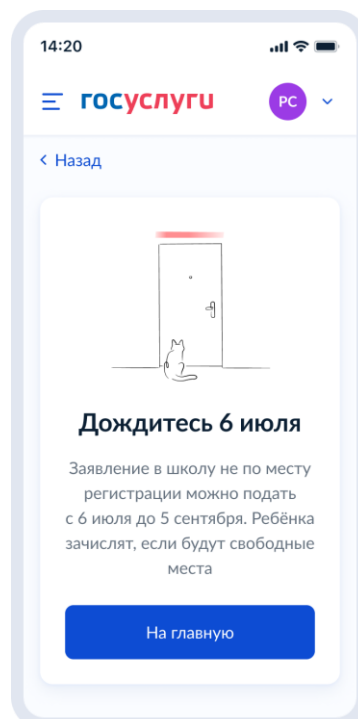 14:20
госуслуги
РС
Назад
Дождитесь 6 июля
Заявление в школу не по месту
регистрации можно подать
с 6 июля до 5 сентября. Ребёнка
зачислят, если будут свободные
места
На главную